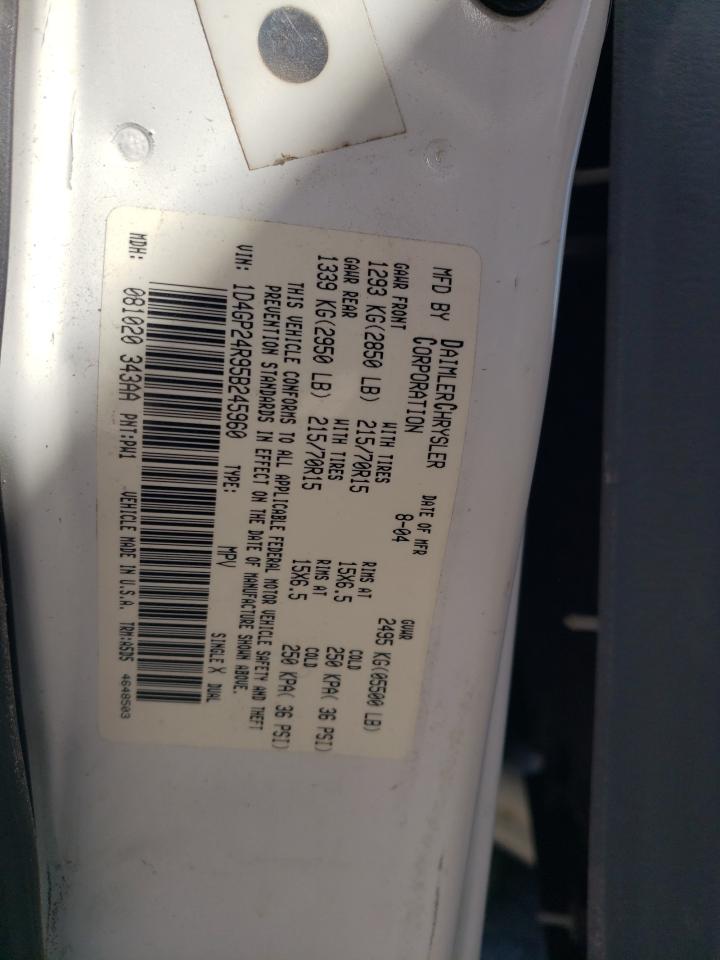 MFD BY DAIMLERCHRYSLER CORPORATION
DATE OF MFR 8-04
GVWR 2495 KG(05500 LB)
GAWR FRONT WITH TIRES RIMS AT COLD
1293 KG(2850 LB) 215/70R15 15X6.5 250 KPA( 36 PSI)
GAWR REAR WITH TIRES RIMS AT COLD
1339 KG(2950 LB) 215/70R15 15X6.5 250 KPA( 36 PSI)
THIS VEHICLE CONFORMS TO ALL APPLICABLE FEDERAL MOTOR VEHICLE SAFETY AND THEFT
PREVENTION STANDARDS IN EFFECT ON THE DATE OF MANUFACTURE SHOWN ABOVE.
VIN: 1D4GP24R95B245960 TYPE: MPV SINGLE X DUAL
MDH: 081020 343AA PNT:PW1 VEHICLE MADE IN U.S.A. TRM:A5D5 4648503